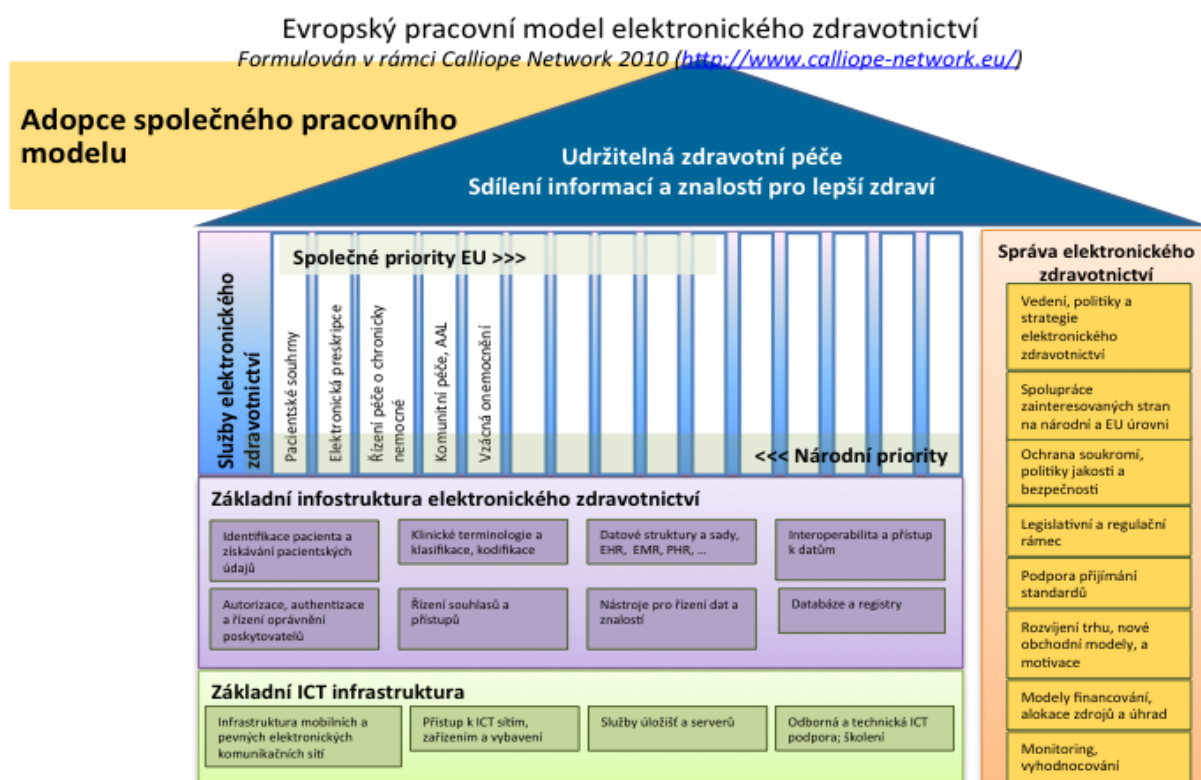 Evropský pracovní model elektronického zdravotnictví
Formulován v rámci Calliope Network 2010 (http://www.calliope-network.eu/)
Adopce společného pracovního
modelu
Udržitelná zdravotní péče
Sdílení informací a znalostí pro lepší zdraví
Služby elektronického
zdravotnictví
Společné priority EU >>>
Pacientské souhrny
Elektronická preskripce
Řízení péče o chronicky
nemocné
Komunitní péče, AAL
Vzácná onemocnění
<<< Národní priority
Základní infostruktura elektronického zdravotnictví
Identifikace pacienta a
získávání pacientských
údajů
Klinické terminologie a
klasifikace, kodifikace
Datové struktury a sady,
EHR, EMR, PHR, ...
Interoperabilita a přístup
k datům
Autorizace, authentizace
a řízení oprávnění
poskytovatelů
Řízení souhlasů a
přístupů
Nástroje pro řízení dat a
znalostí
Databáze a registry
Základní ICT infrastruktura
Infrastruktura mobilních a
pevných elektronických
komunikačních sítí
Přístup k ICT sítím,
zařízením a vybavení
Služby úložišť a serverů
Odborná a technická ICT
podpora; školení
Správa elektronického
zdravotnictví
Vedení, politiky a
strategie
elektronického
zdravotnictví
Spolupráce
zainteresovaných stran
na národní a EU úrovni
Ochrana soukromí,
politiky jakosti a
bezpečnosti
Legislativní a regulační
rámec
Podpora přijímání
standardů
Rozvíjení trhu, nové
obchodní modely, a
motivace
Modely financování,
alokace zdrojů a úhrad
Monitoring,
vyhodnocování